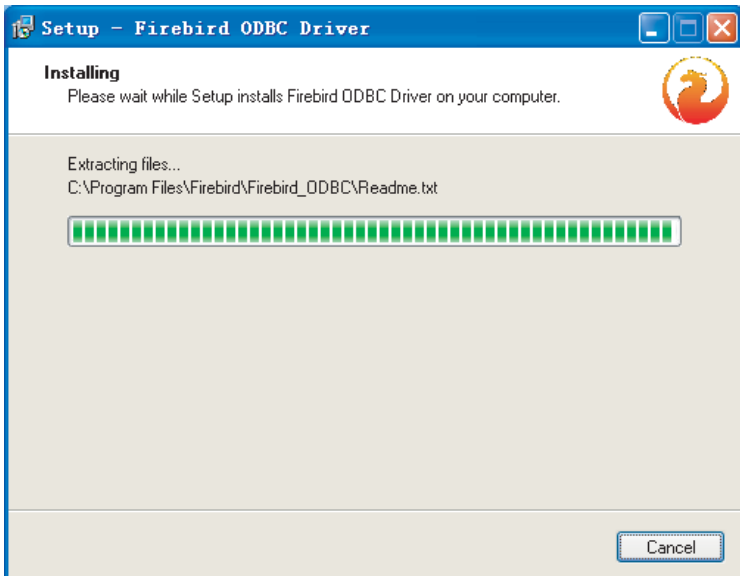 Setup - Firebird ODBC Driver
Installing
Please wait while Setup installs Firebird ODBC Driver on your computer.
Extracting files...
C:\Program Files\Firebird\Firebird_ODBC\Readme.txt
Cancel